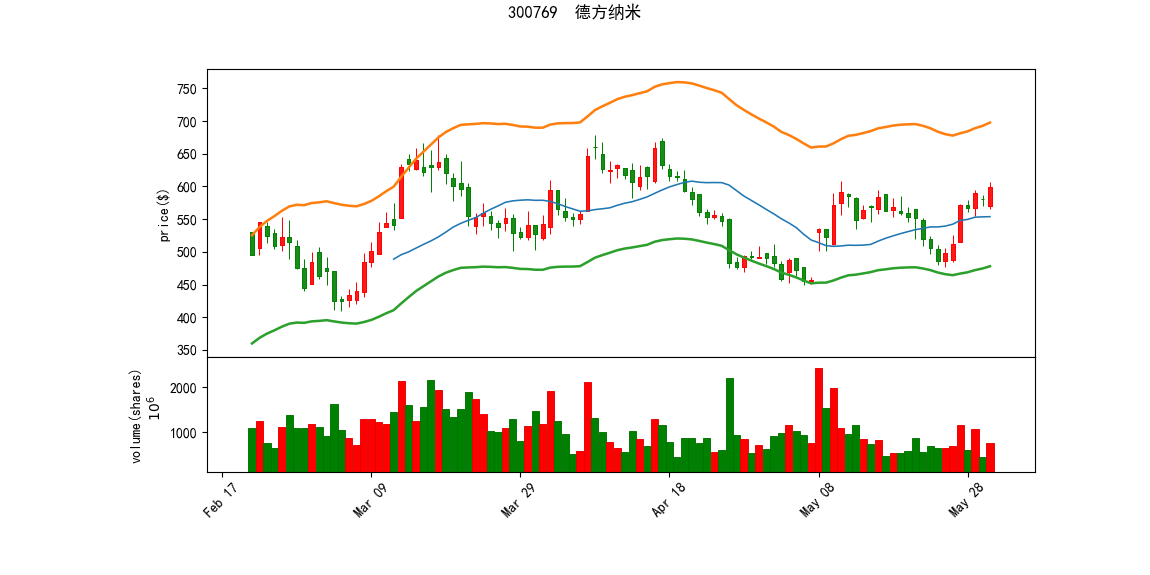 300769 德方纳米
price($)
750
700
650
600
550
500
450
400
350
volume(shares)
10^6
2000
1000
Feb 17
Mar 09
Mar 29
Apr 18
May 08
May 28